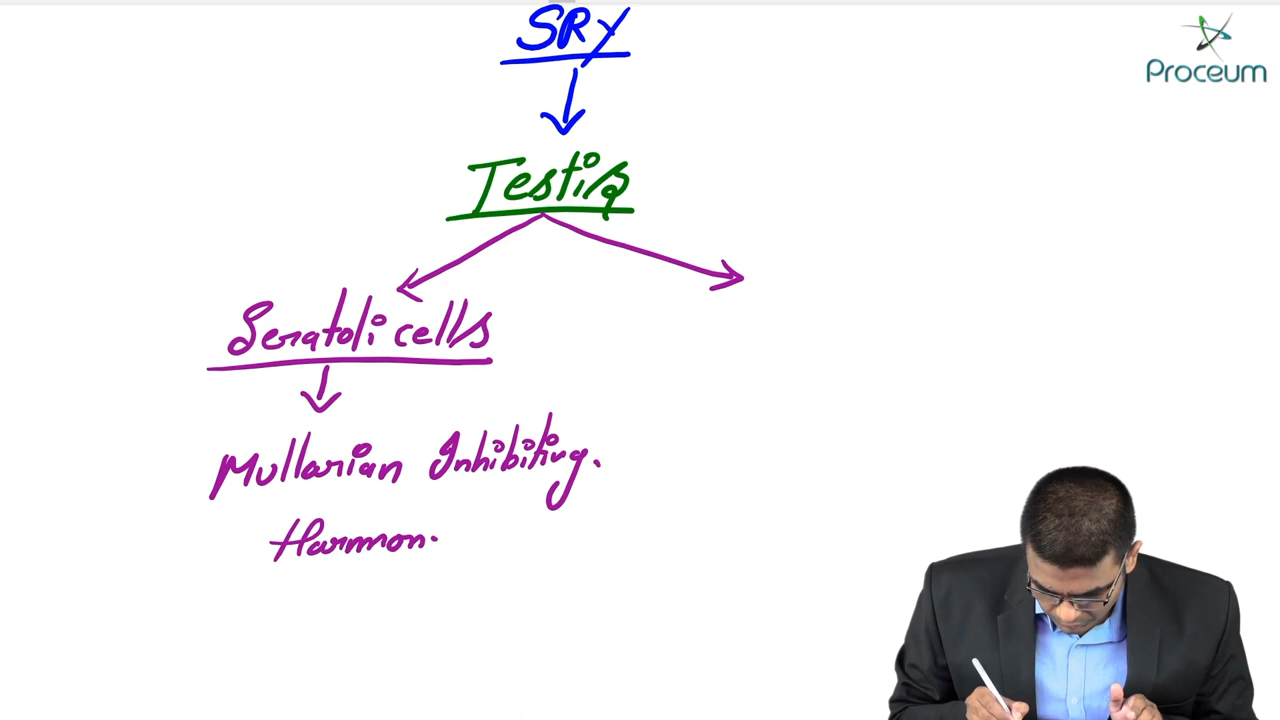 SRY
Proceum
Testis
Seratoli cells
Mullarian Inhibiting.
Harmon.